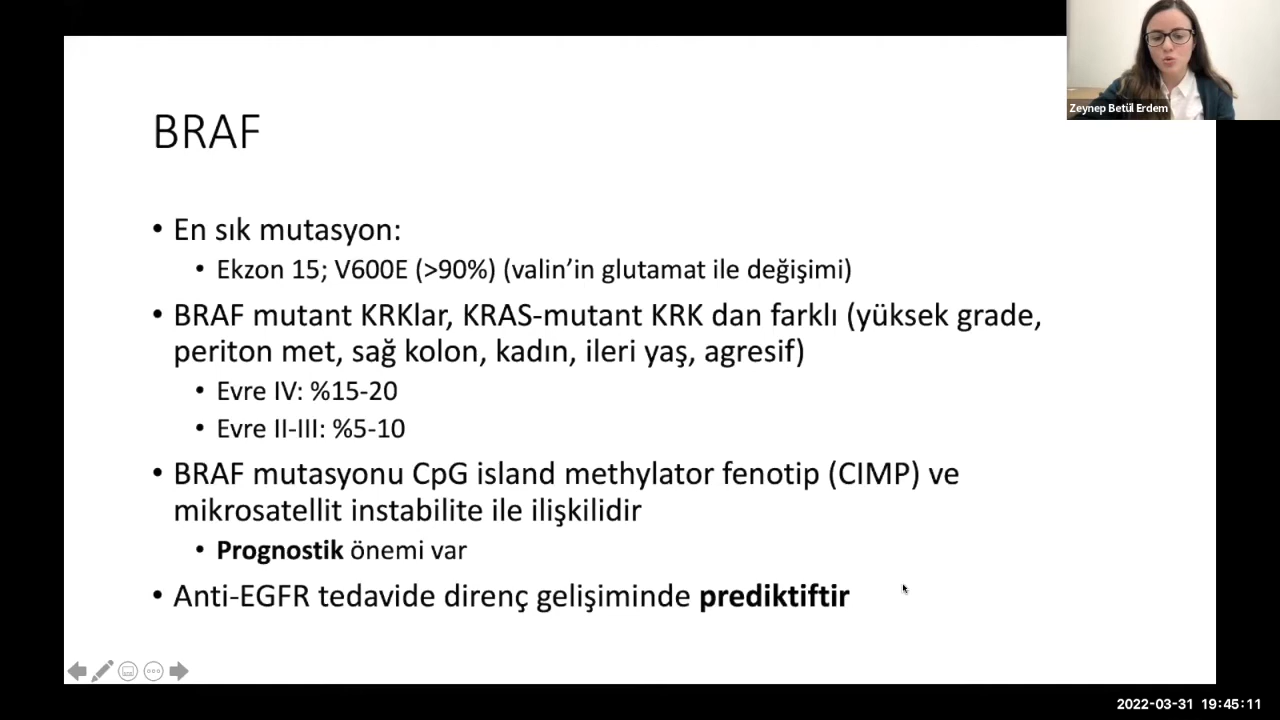 Zeynep Betül Erdem
BRAF
• En sık mutasyon:
• Ekzon 15; V600E (>90%) (valin’in glutamat ile değişimi)
• BRAF mutant KRKlar, KRAS-mutant KRK dan farklı (yüksek grade,
periton met, sağ kolon, kadın, ileri yaş, agresif)
• Evre IV: %15-20
• Evre II-III: %5-10
• BRAF mutasyonu CpG island methylator fenotip (CIMP) ve
mikrosatellit instabilite ile ilişkilidir
• Prognostik önemi var
• Anti-EGFR tedavide direnç gelişiminde prediktiftir
2022-03-31 19:45:11